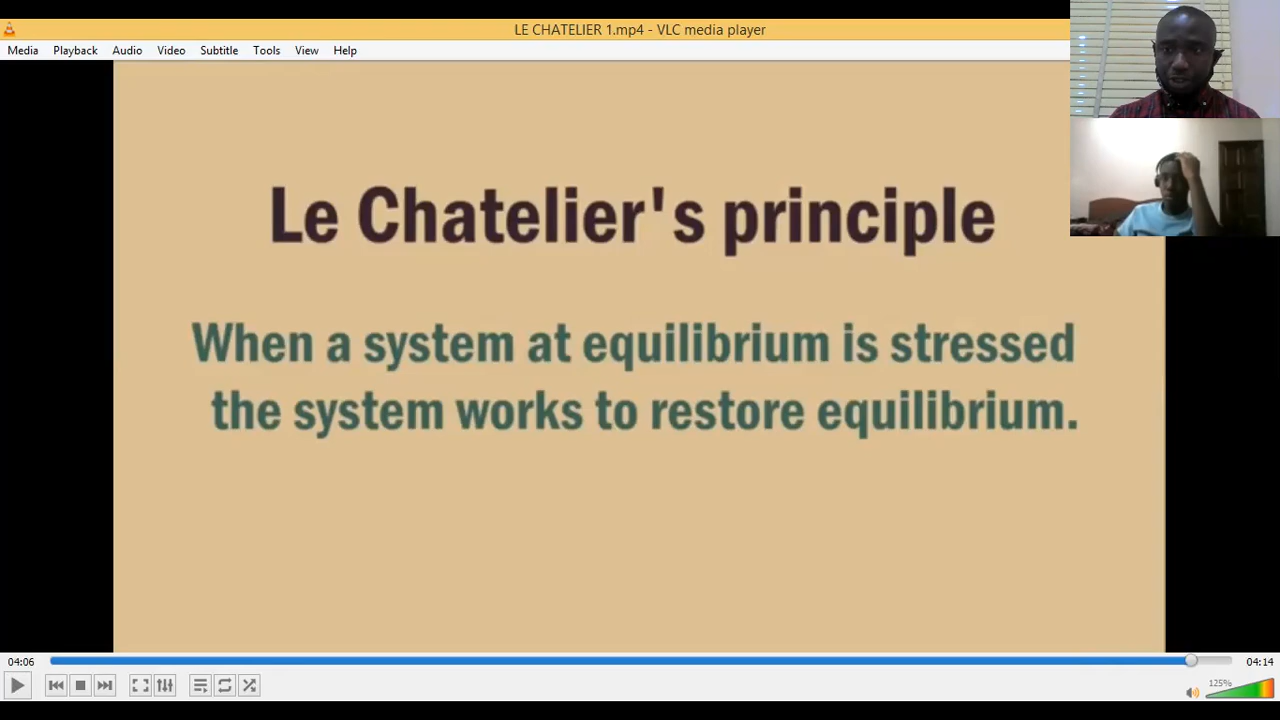 LE CHATELIER 1.mp4 - VLC media player
Media Playback Audio Video Subtitle Tools View Help
Le Chatelier's principle
When a system at equilibrium is stressed
the system works to restore equilibrium.
04:06
04:14
125%